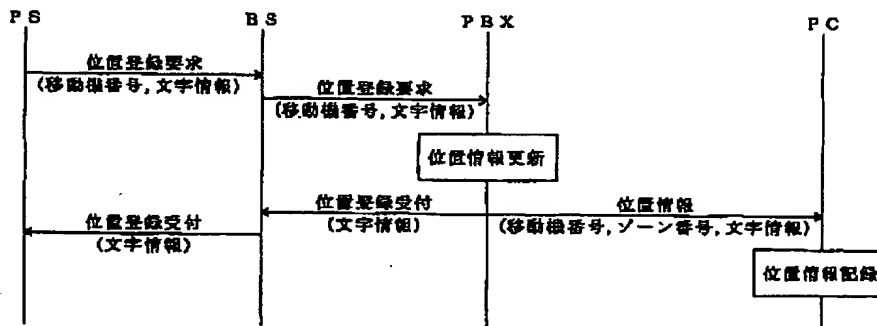 PS
BS
PBX
PC
位置登録要求
(移動機番号,文字情報)
位置登録要求
(移動機番号,文字情報)
位置情報更新
位置登録受付
(文字情報)
位置情報
(移動機番号,ゾーン番号,文字情報)
位置登録受付
(文字情報)
位置情報記録